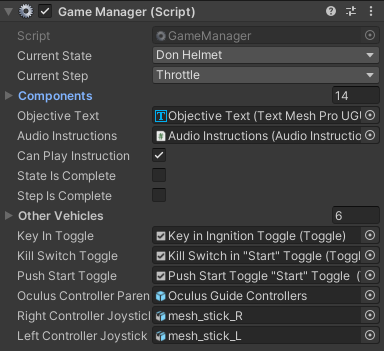 Game Manager (Script)
Script GameManager
Current State Don Helmet
Current Step Throttle
Components 14
Objective Text Objective Text (Text Mesh Pro UGU
Audio Instructions Audio Instructions (Audio Instructio
Can Play Instruction
State Is Complete
Step Is Complete
Other Vehicles 6
Key In Toggle Key in Ingnition Toggle (Toggle)
Kill Switch Toggle Kill Switch in "Start" Toggle (Toggl
Push Start Toggle Push Start Toggle "Start" Toggle (T
Oculus Controller Paren Oculus Guide Controllers
Right Controller Joystick mesh_stick_R
Left Controller Joystick mesh_stick_L